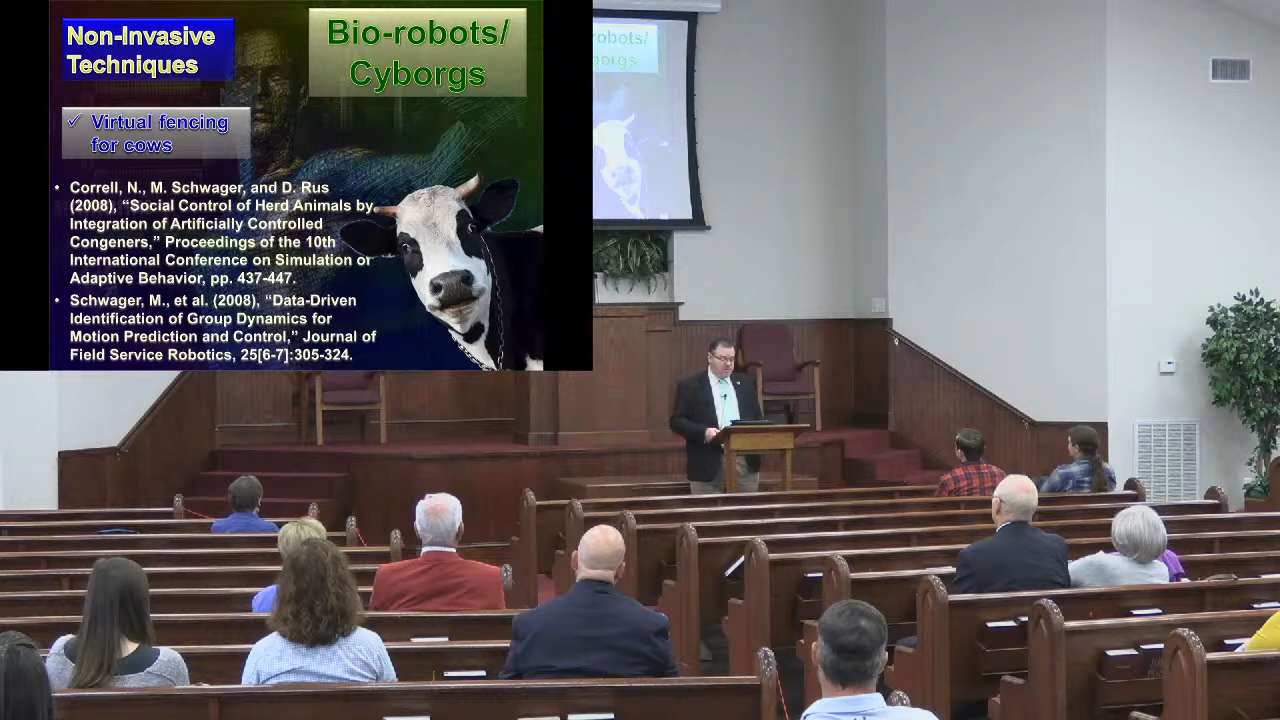 Non-Invasive
Techniques
Bio-robots/
Cyborgs
✓ Virtual fencing
for cows
• Correll, N., M. Schwager, and D. Rus
(2008), “Social Control of Herd Animals by
Integration of Artificially Controlled
Congeners,” Proceedings of the 10th
International Conference on Simulation of
Adaptive Behavior, pp. 437-447.
• Schwager, M., et al. (2008), “Data-Driven
Identification of Group Dynamics for
Motion Prediction and Control,” Journal of
Field Service Robotics, 25[6-7]:305-324.
robots/
orgs